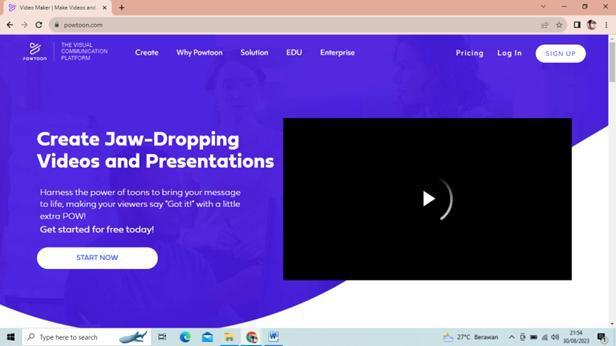 Video Maker | Make Videos and
powtoon.com
POWTOON
THE VISUAL
COMMUNICATION
PLATFORM
Create
Why Powtoon
Solution
EDU
Enterprise
Pricing
Log In
SIGN UP
Create Jaw-Dropping
Videos and Presentations
Harness the power of toons to bring your message
to life, making your viewers say "Got it!" with a little
extra POW!
Get started for free today!
START NOW
Type here to search
27°C Berawan
21:54
30/08/2023